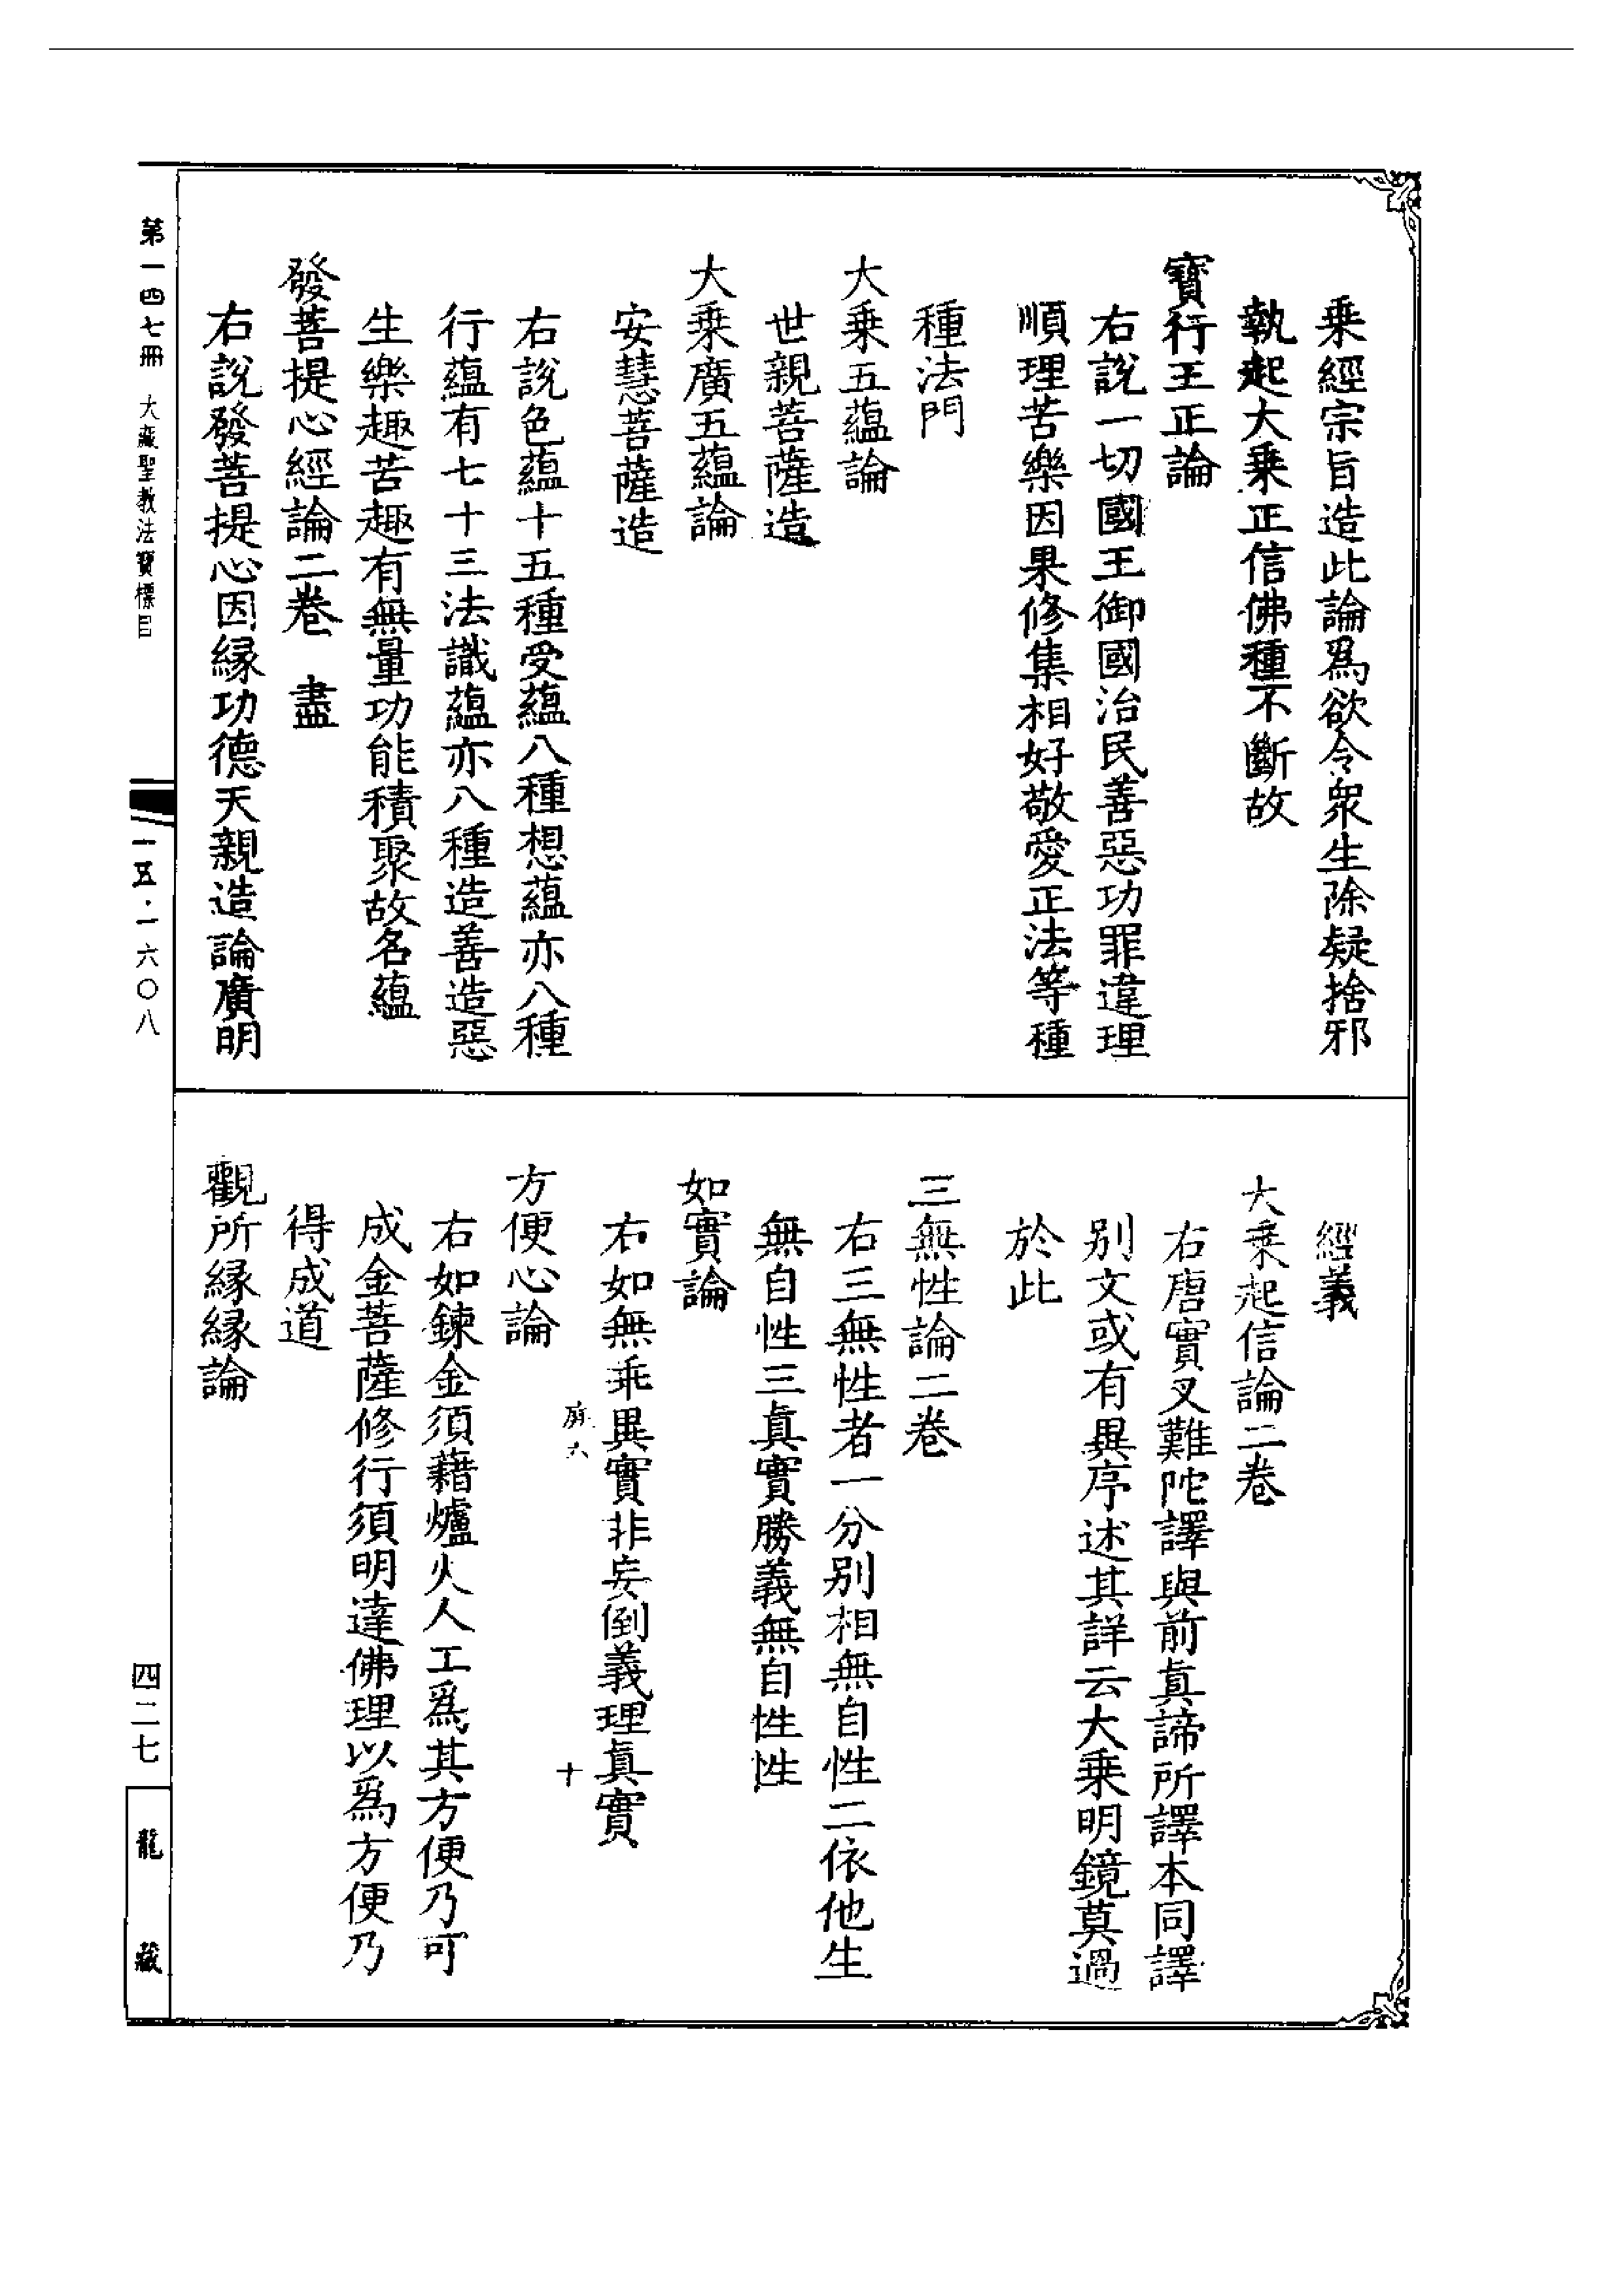 乘經宗旨造此論爲欲令衆生除疑捨邪
執起大乘正信佛種不斷故
寶行王正論
右説一切國王御國治民善惡功罪違理
順理苦樂因果修集相好敬愛正法等種
種法門
大乘五蘊論
世親菩薩造
大乘廣五蘊論
安慧菩薩造
右説色蘊十五種受蘊八種想蘊亦八種
行蘊有七十三法識蘊亦八種造善造惡
生樂趣苦趣有無量功能積聚故名蘊
發菩提心經論二卷　盡
右説發菩提心因縁功德天親造論廣明
經義
大乘起信論二卷
右唐實叉難陀譯與前眞諦所譯本同譯
别文或有異序述其詳云大乘明鏡莫過
於此
三無性論二卷
右三無性者一分别相無自性二依他生
無自性三眞實勝義無自性性
如實論
右如無乖異實非妄倒義理眞實
六
十
方便心論
右如鍊金須藉爐火人工爲其方便乃可
成金菩薩修行須明達佛理以爲方便乃
得成道
觀所縁縁論
第一四七冊　大藏聖教法寶標目
一五·一六〇八
四二七
龍藏